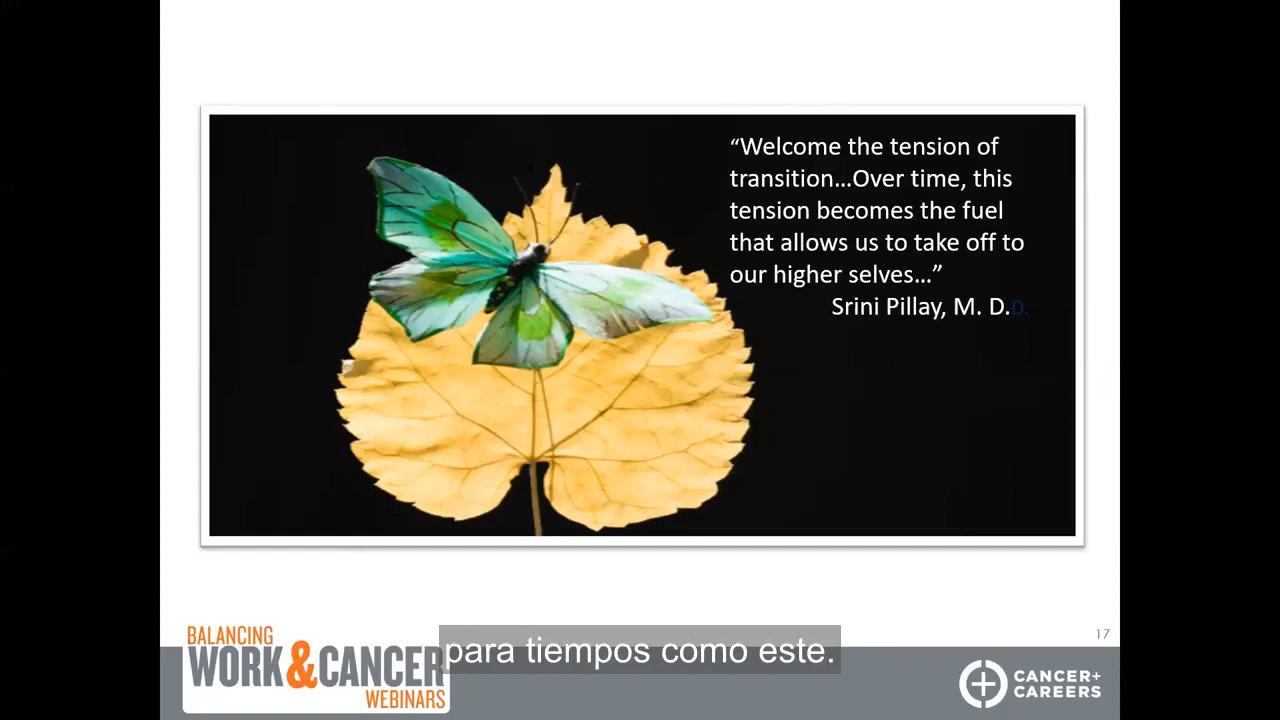 “Welcome the tension of
transition…Over time, this
tension becomes the fuel
that allows us to take off to
our higher selves…”
Srini Pillay, M. D.D.
17
BALANCING
WORK&CANCER
WEBINARS
para tiempos como este.
CANCER+
CAREERS